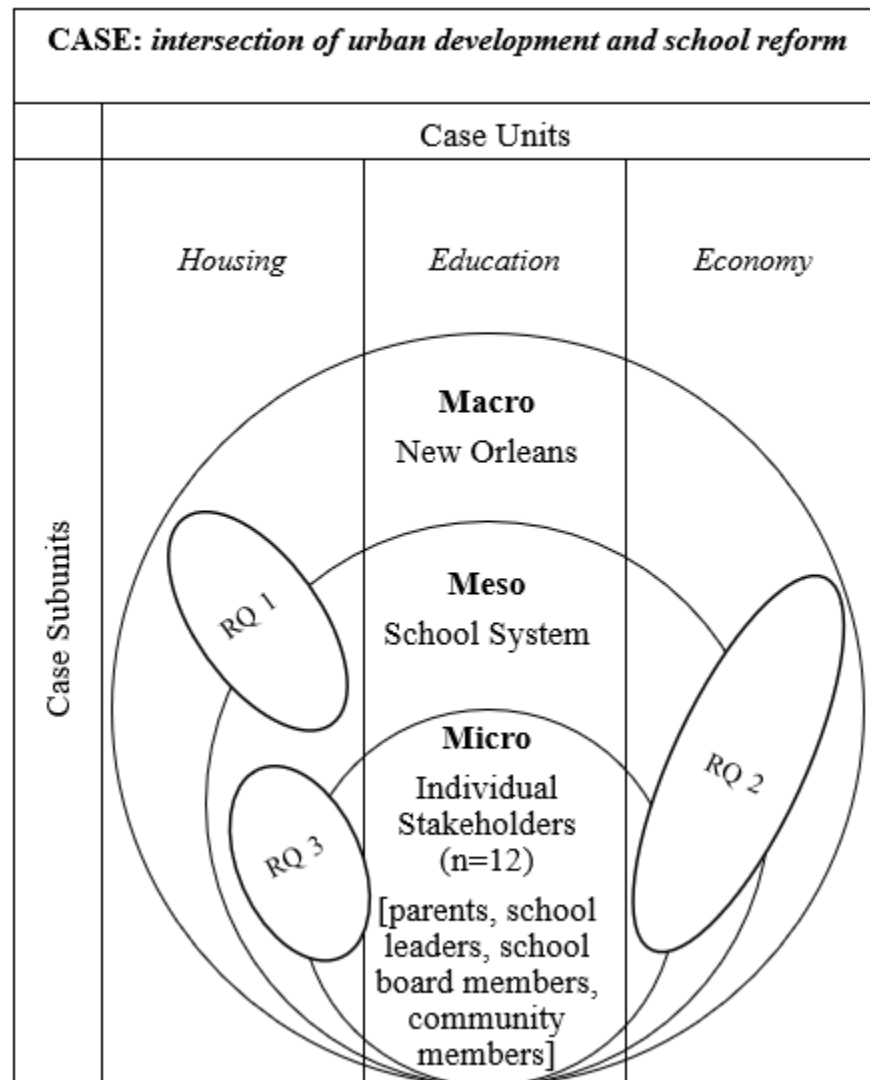 CASE: intersection of urban development and school reform
Case Units
Case Subunits
Housing
Education
Economy
Macro
New Orleans
Meso
School System
RQ 1
RQ 2
RQ 3
Micro
Individual
Stakeholders
(n=12)
[parents, school
leaders, school
board members,
community
members]